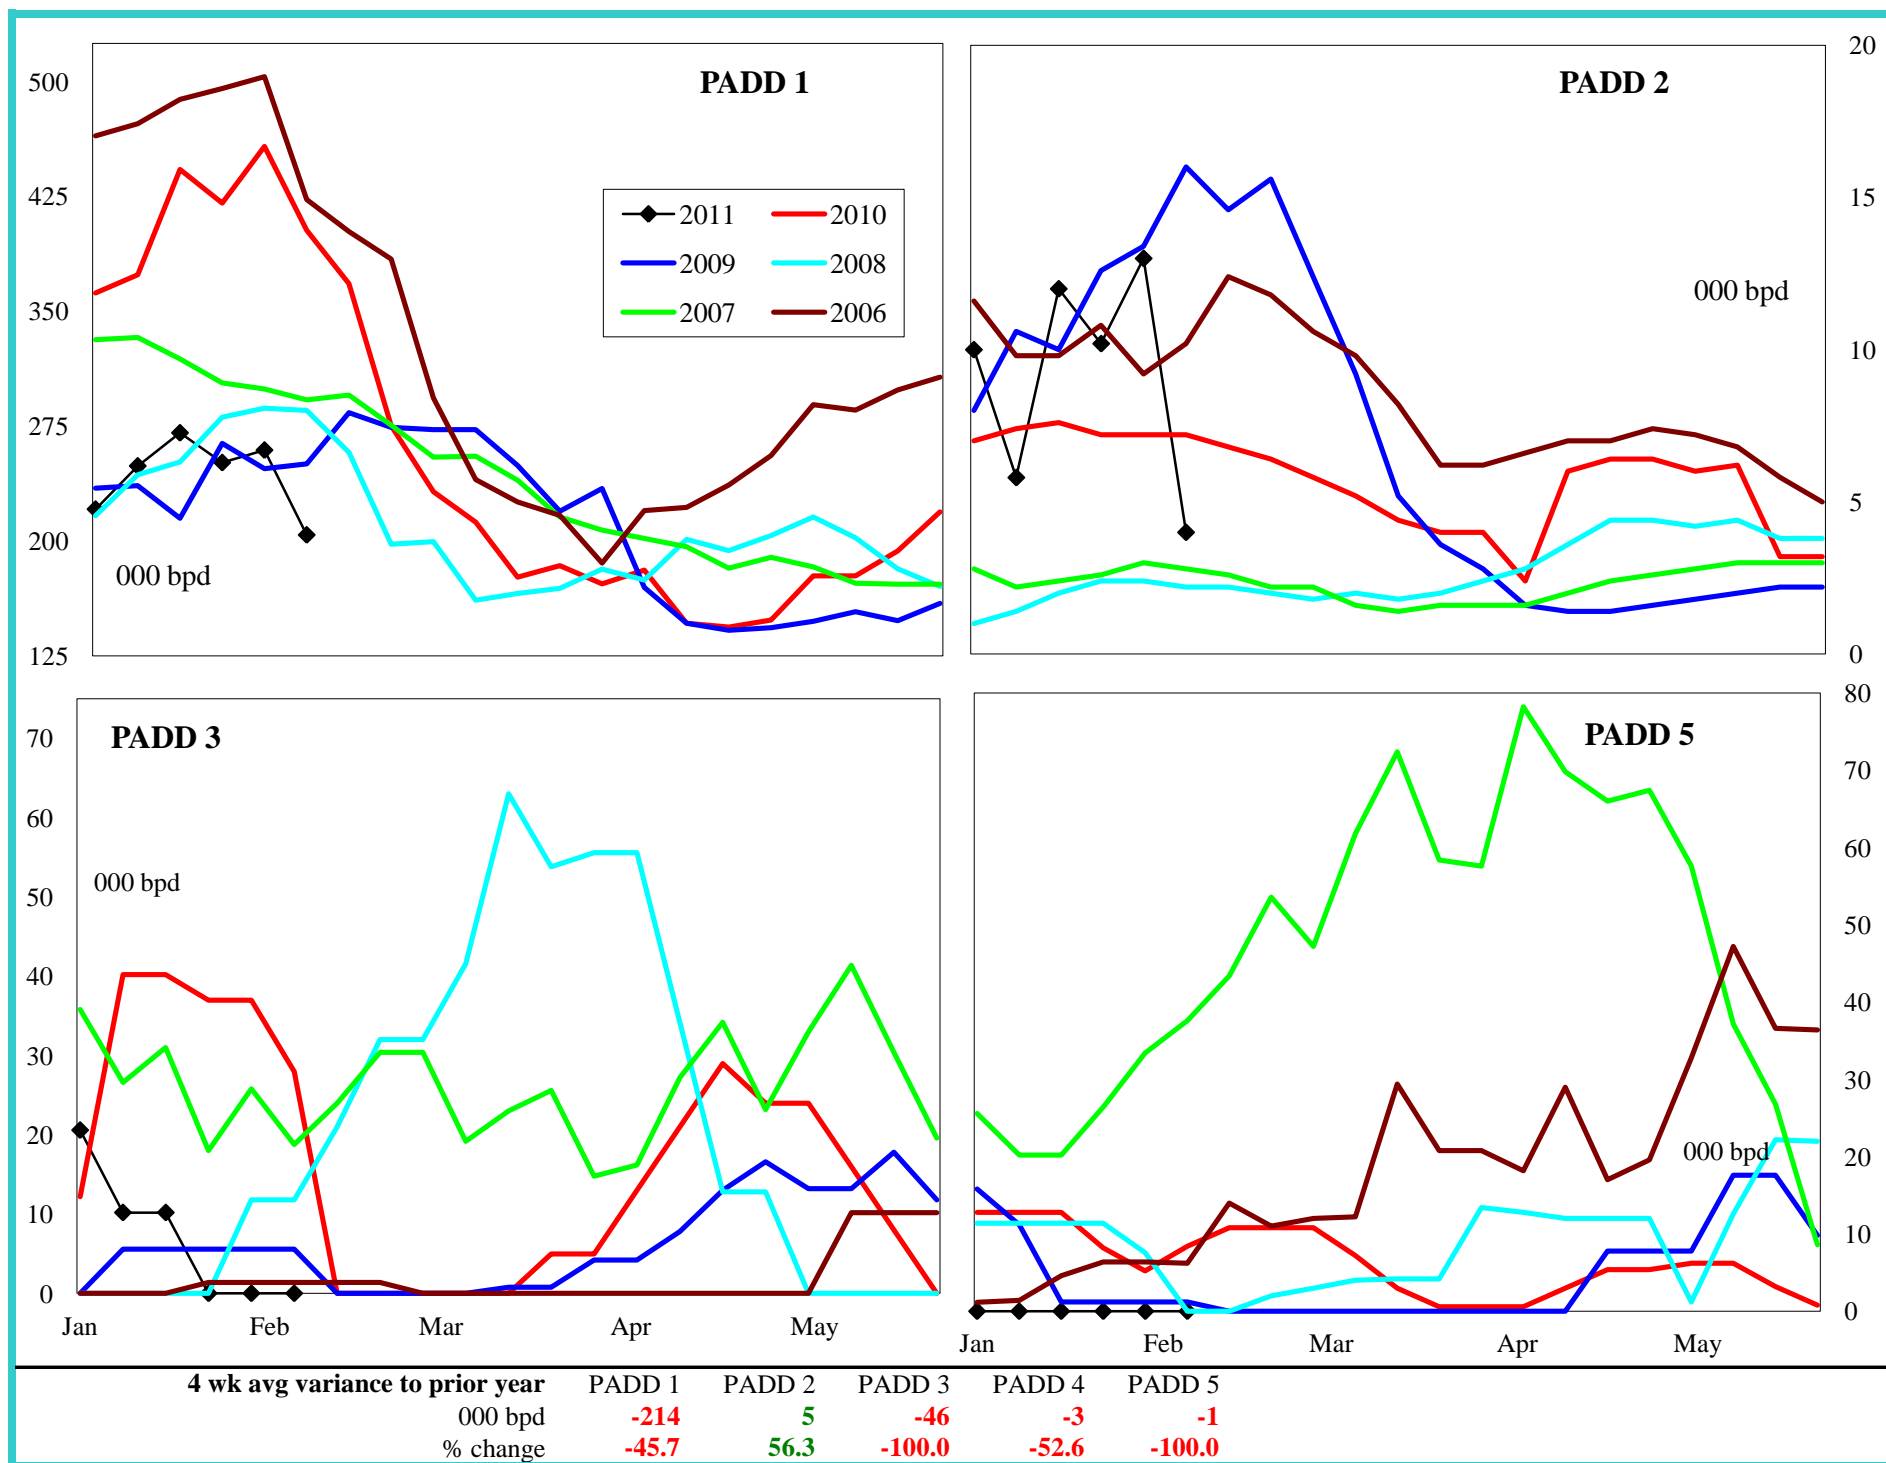 PADD 1
500
425
350
275
200
125
2011
2010
2009
2008
2007
2006
000 bpd
PADD 2
20
15
10
5
0
000 bpd
PADD 3
70
60
50
40
30
20
10
0
000 bpd
Jan Feb Mar Apr May
PADD 5
80
70
60
50
40
30
20
10
0
000 bpd
Jan Feb Mar Apr May
4 wk avg variance to prior year PADD 1 PADD 2 PADD 3 PADD 4 PADD 5
000 bpd -214 5 -46 -3 -1
% change -45.7 56.3 -100.0 -52.6 -100.0